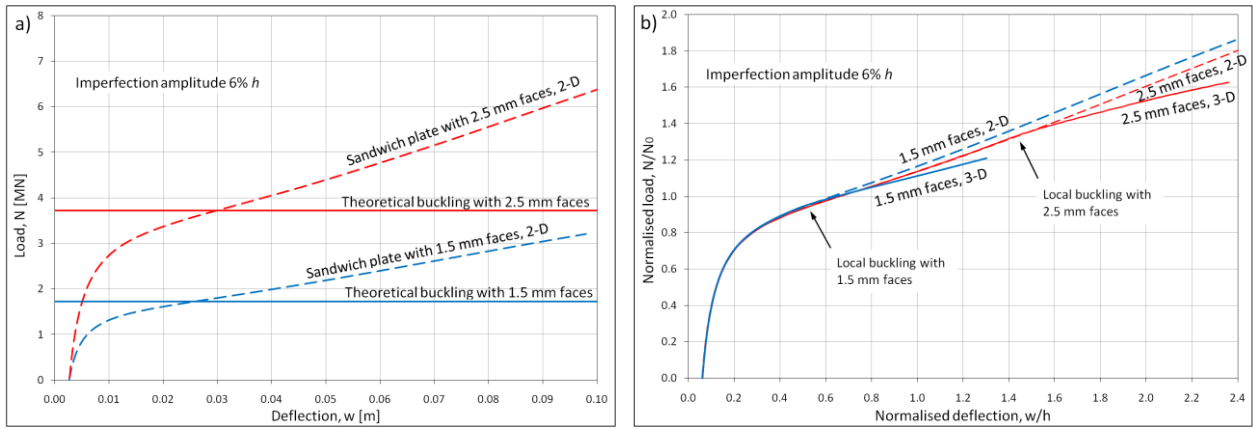 a)
Imperfection amplitude 6% h
Sandwich plate with 2.5 mm faces, 2-D
Theoretical buckling with 2.5 mm faces
Sandwich plate with 1.5 mm faces, 2-D
Theoretical buckling with 1.5 mm faces
Load, N [MN]
8
7
6
5
4
3
2
1
0
0.00 0.01 0.02 0.03 0.04 0.05 0.06 0.07 0.08 0.09 0.10
Deflection, w [m]
b)
Imperfection amplitude 6% h
2.5 mm faces, 2-D
2.5 mm faces, 3-D
1.5 mm faces, 2-D
1.5 mm faces, 3-D
Local buckling with
2.5 mm faces
Local buckling with
1.5 mm faces
Normalised load, N/N₀
2.0
1.8
1.6
1.4
1.2
1.0
0.8
0.6
0.4
0.2
0.0
0.0 0.2 0.4 0.6 0.8 1.0 1.2 1.4 1.6 1.8 2.0 2.2 2.4
Normalised deflection, w/h